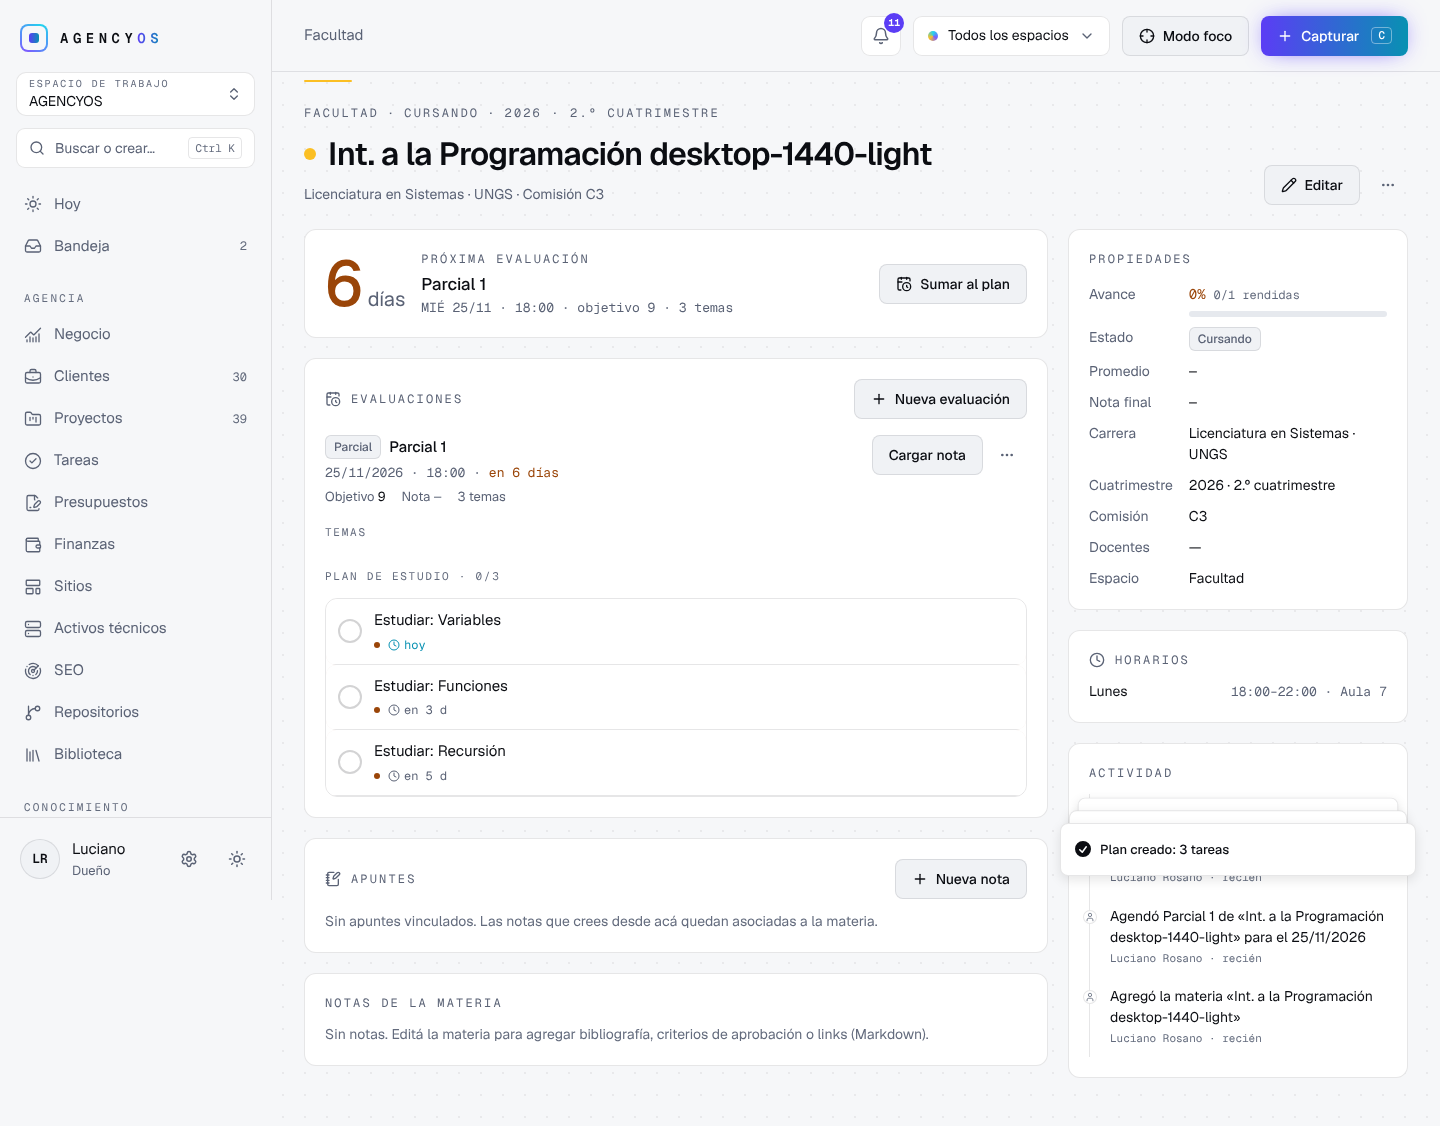 AGENCYOS
ESPACIO DE TRABAJO
AGENCYOS
Buscar o crear… Ctrl K
Hoy
Bandeja 2
AGENCIA
Negocio
Clientes 30
Proyectos 39
Tareas
Presupuestos
Finanzas
Sitios
Activos técnicos
SEO
Repositorios
Biblioteca
CONOCIMIENTO
LR Luciano
Dueño
Facultad
11
Todos los espacios
Modo foco
Capturar C
FACULTAD · CURSANDO · 2026 · 2.º CUATRIMESTRE
Int. a la Programación desktop-1440-light
Licenciatura en Sistemas · UNGS · Comisión C3
Editar
6 días
PRÓXIMA EVALUACIÓN
Parcial 1
MIÉ 25/11 · 18:00 · objetivo 9 · 3 temas
Sumar al plan
EVALUACIONES
Nueva evaluación
Parcial Parcial 1
25/11/2026 · 18:00 · en 6 días
Objetivo 9 Nota – 3 temas
Cargar nota
TEMAS
PLAN DE ESTUDIO · 0/3
Estudiar: Variables
hoy
Estudiar: Funciones
en 3 d
Estudiar: Recursión
en 5 d
APUNTES
Nueva nota
Sin apuntes vinculados. Las notas que crees desde acá quedan asociadas a la materia.
NOTAS DE LA MATERIA
Sin notas. Editá la materia para agregar bibliografía, criterios de aprobación o links (Markdown).
PROPIEDADES
Avance 0% 0/1 rendidas
Estado Cursando
Promedio –
Nota final –
Carrera Licenciatura en Sistemas ·
UNGS
Cuatrimestre 2026 · 2.º cuatrimestre
Comisión C3
Docentes —
Espacio Facultad
HORARIOS
Lunes 18:00–22:00 · Aula 7
ACTIVIDAD
Plan creado: 3 tareas
Luciano Rosano · recién
Agendó Parcial 1 de «Int. a la Programación
desktop-1440-light» para el 25/11/2026
Luciano Rosano · recién
Agregó la materia «Int. a la Programación
desktop-1440-light»
Luciano Rosano · recién